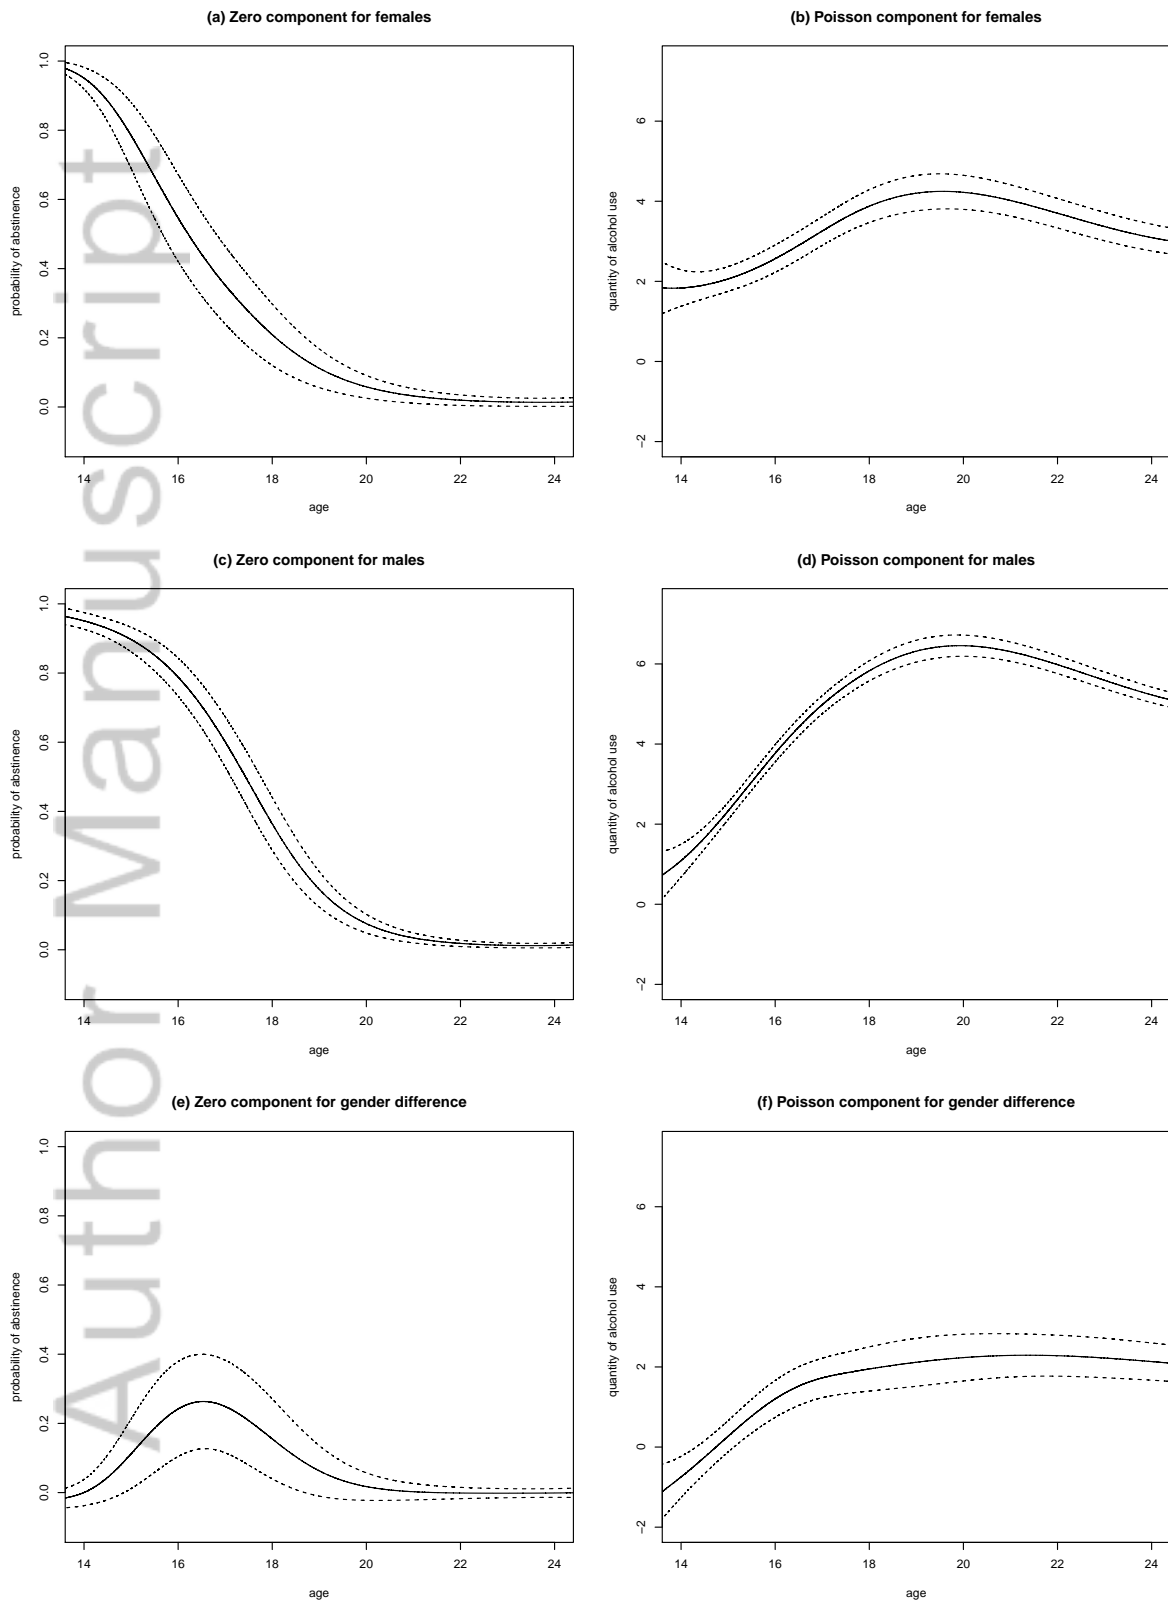 (a) Zero component for females
probability of abstinence
0.0 0.2 0.4 0.6 0.8 1.0
14 16 18 20 22 24
age
(b) Poisson component for females
quantity of alcohol use
−2 0 2 4 6
14 16 18 20 22 24
age
(c) Zero component for males
probability of abstinence
0.0 0.2 0.4 0.6 0.8 1.0
14 16 18 20 22 24
age
(d) Poisson component for males
quantity of alcohol use
−2 0 2 4 6
14 16 18 20 22 24
age
(e) Zero component for gender difference
probability of abstinence
0.0 0.2 0.4 0.6 0.8 1.0
14 16 18 20 22 24
age
(f) Poisson component for gender difference
quantity of alcohol use
−2 0 2 4 6
14 16 18 20 22 24
age
Author Manuscript